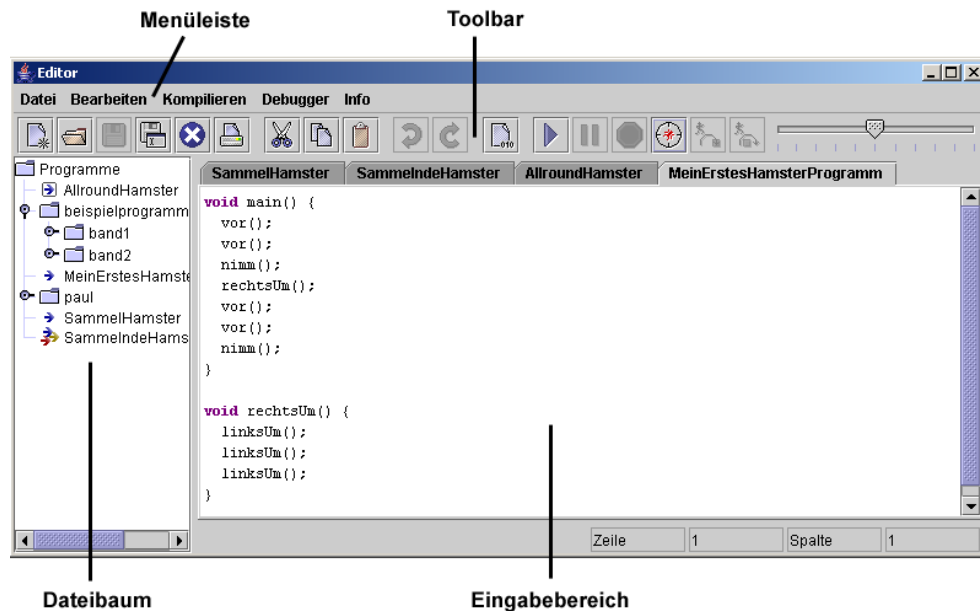 Menüleiste
Toolbar
Editor
Datei Bearbeiten Kompilieren Debugger Info
010
Programme
AllroundHamster
beispielprogramm
band1
band2
MeinErstesHamste
paul
SammelHamster
SammelndeHams
SammelHamster SammelndeHamster AllroundHamster MeinErstesHamsterProgramm
void main() {
vor();
vor();
nimm();
rechtsUm();
vor();
vor();
nimm();
}
void rechtsUm() {
linksUm();
linksUm();
linksUm();
}
Zeile 1 Spalte 1
Dateibaum
Eingabebereich